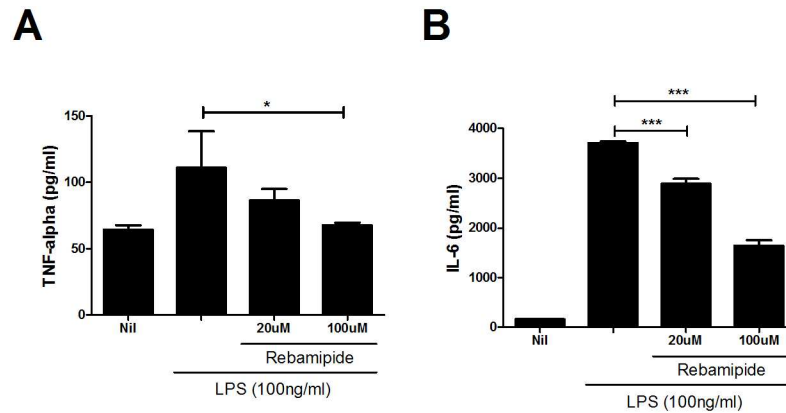 A
TNF-alpha (pg/ml)
150
100
50
0
*
Nil
20uM
100uM
Rebamipide
LPS (100ng/ml)
B
IL-6 (pg/ml)
4000
3000
2000
1000
0
***
***
Nil
20uM
100uM
Rebamipide
LPS (100ng/ml)